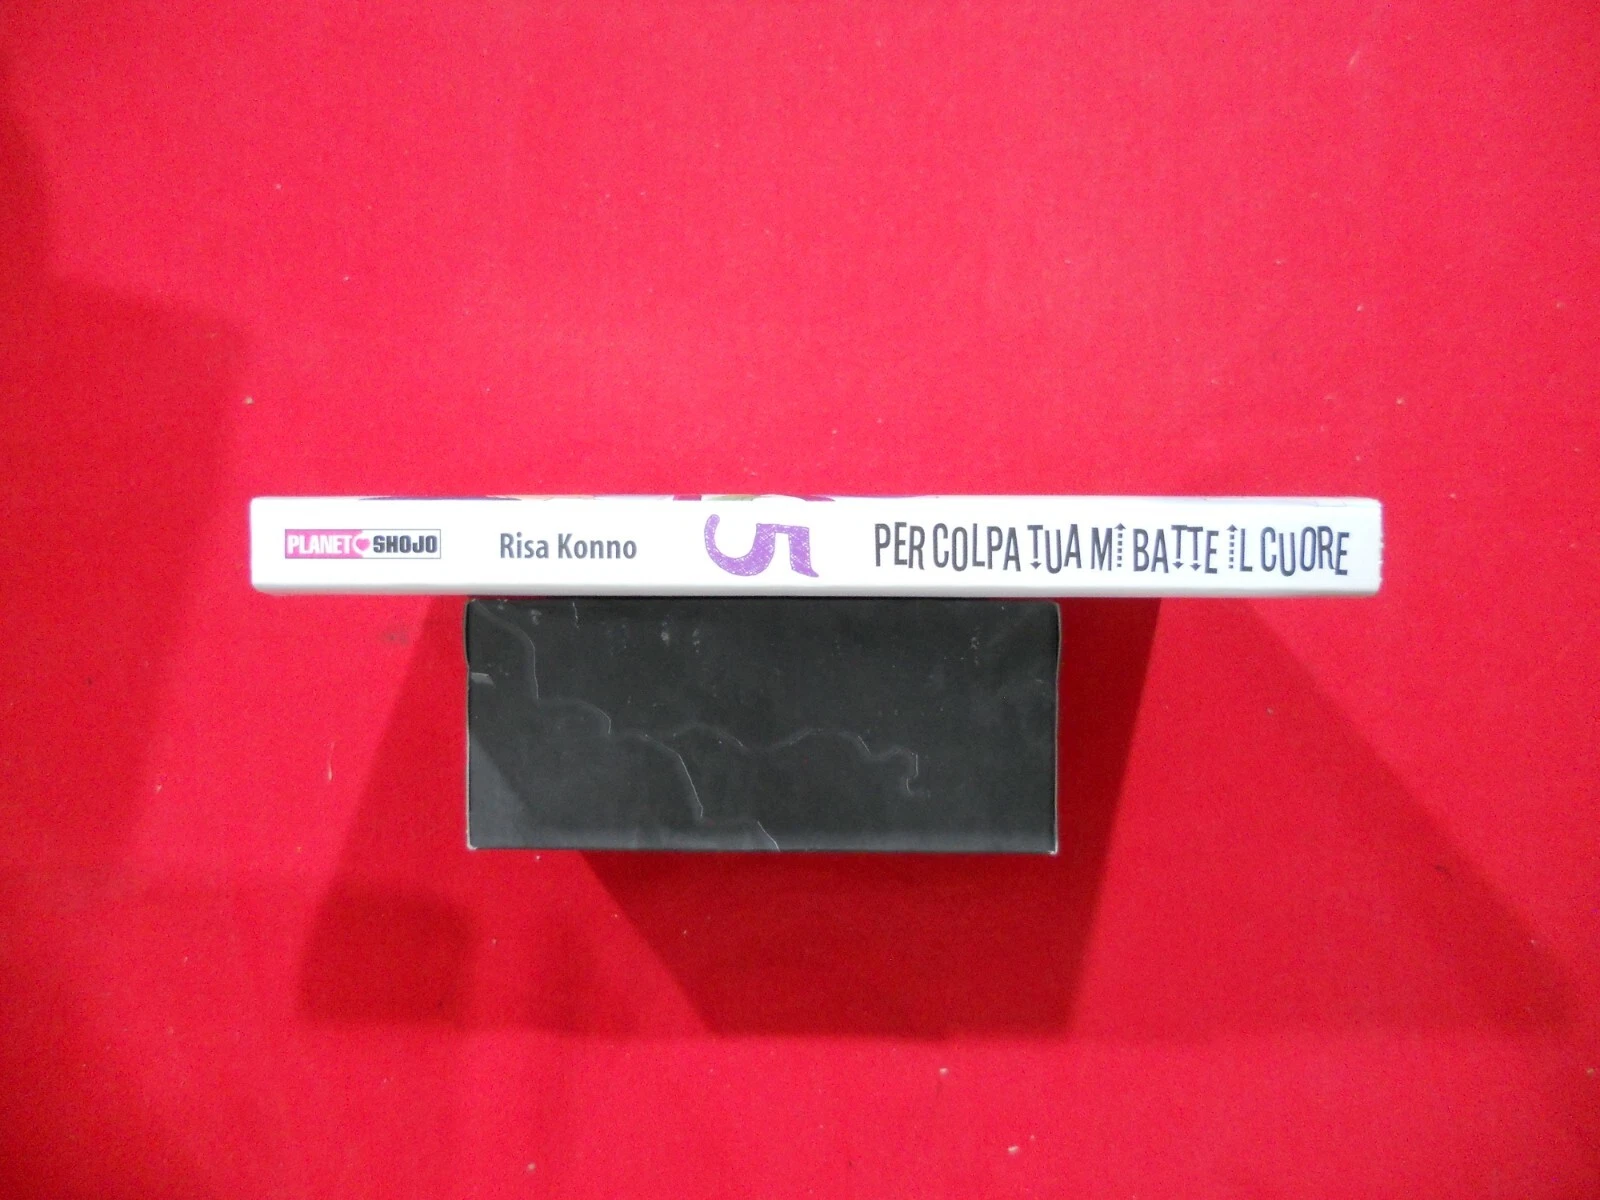 PLANET SHOJO
Risa Konno
5
PER COLPA TUA MI BATTE IL CUORE